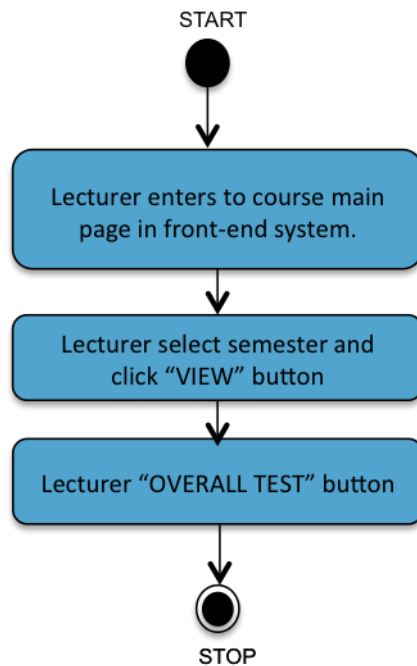 START
Lecturer enters to course main
page in front-end system.
Lecturer select semester and
click “VIEW” button
Lecturer “OVERALL TEST” button
STOP